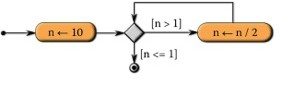 [n > 1]
n ← 10
n ← n / 2
[n <= 1]